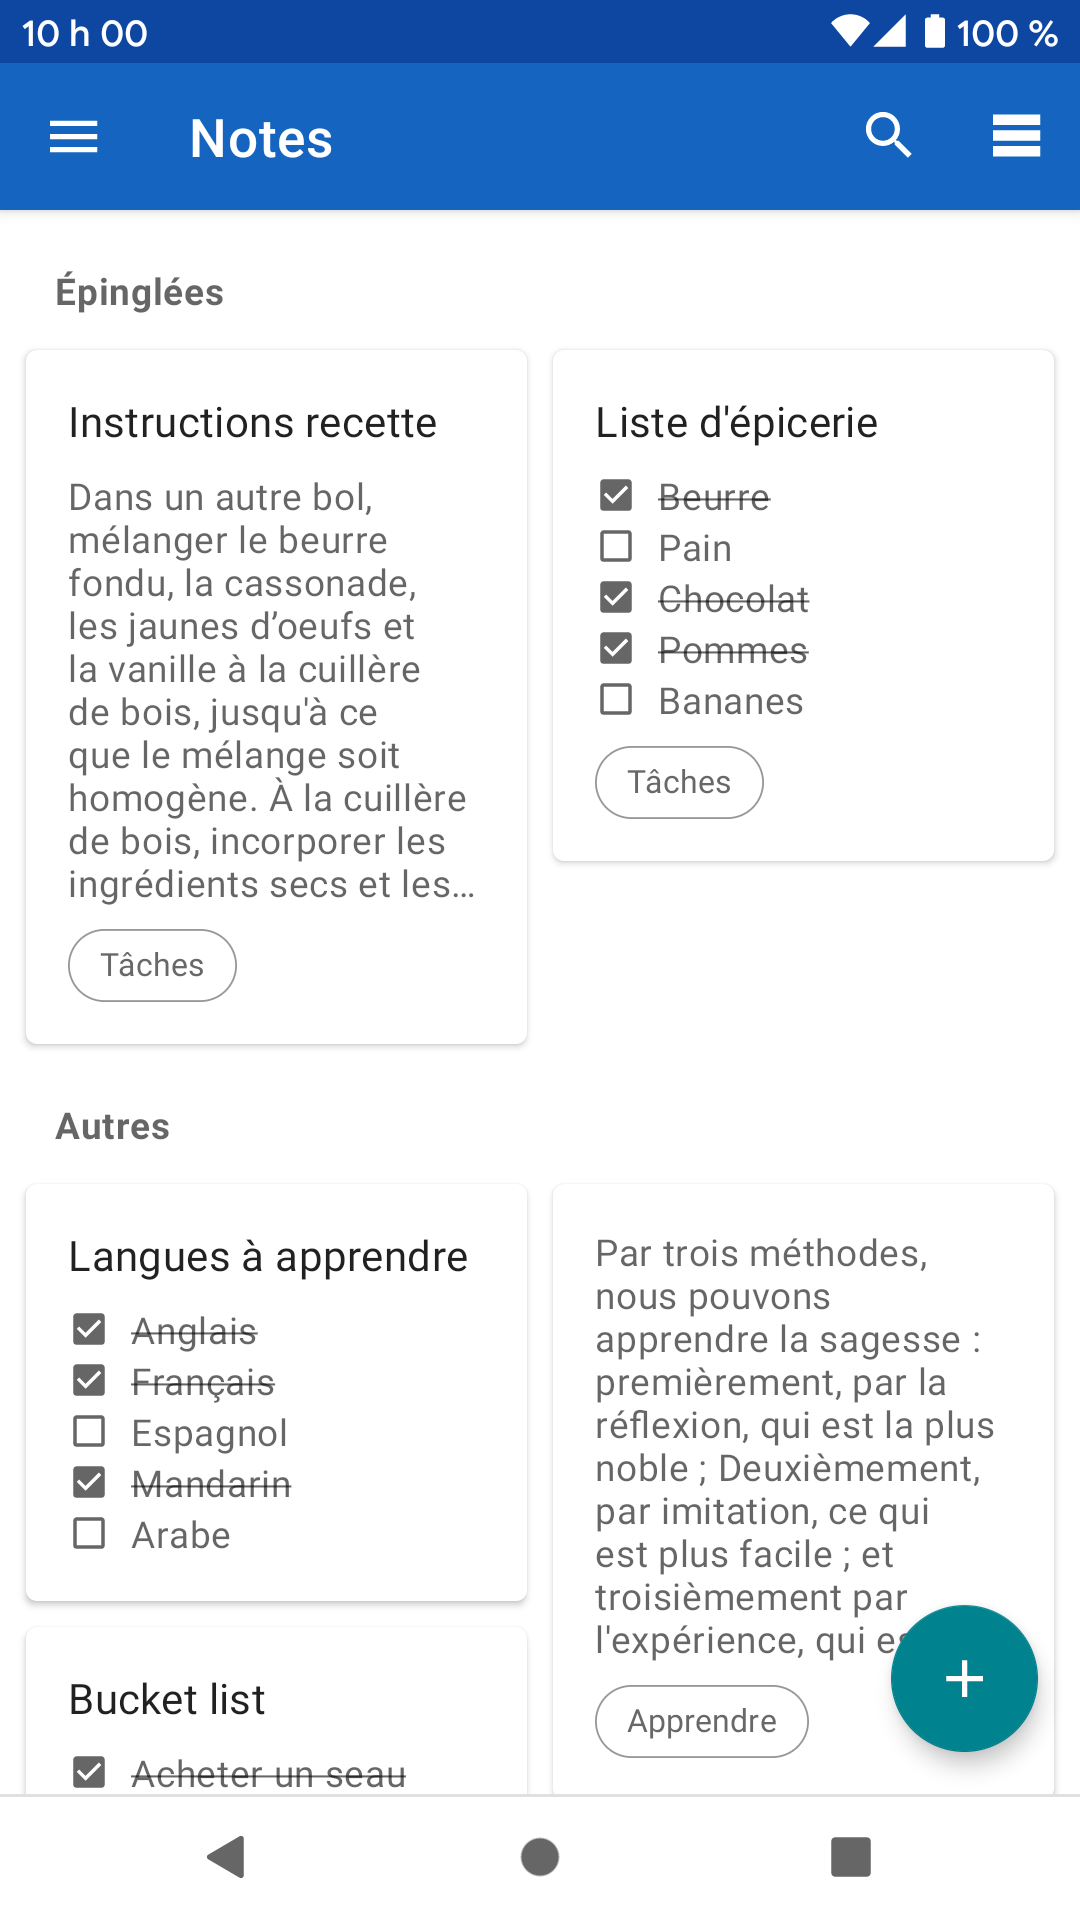 10 h 00
100 %
Notes
Épinglées
Instructions recette
Dans un autre bol,
mélanger le beurre
fondu, la cassonade,
les jaunes d’oeufs et
la vanille à la cuillère
de bois, jusqu'à ce
que le mélange soit
homogène. À la cuillère
de bois, incorporer les
ingrédients secs et les…
Tâches
Liste d'épicerie
Beurre
Pain
Chocolat
Pommes
Bananes
Tâches
Autres
Langues à apprendre
Anglais
Français
Espagnol
Mandarin
Arabe
Bucket list
Acheter un seau
Par trois méthodes,
nous pouvons
apprendre la sagesse :
premièrement, par la
réflexion, qui est la plus
noble ; Deuxièmement,
par imitation, ce qui
est plus facile ; et
troisièmement par
l'expérience, qui
Apprendre